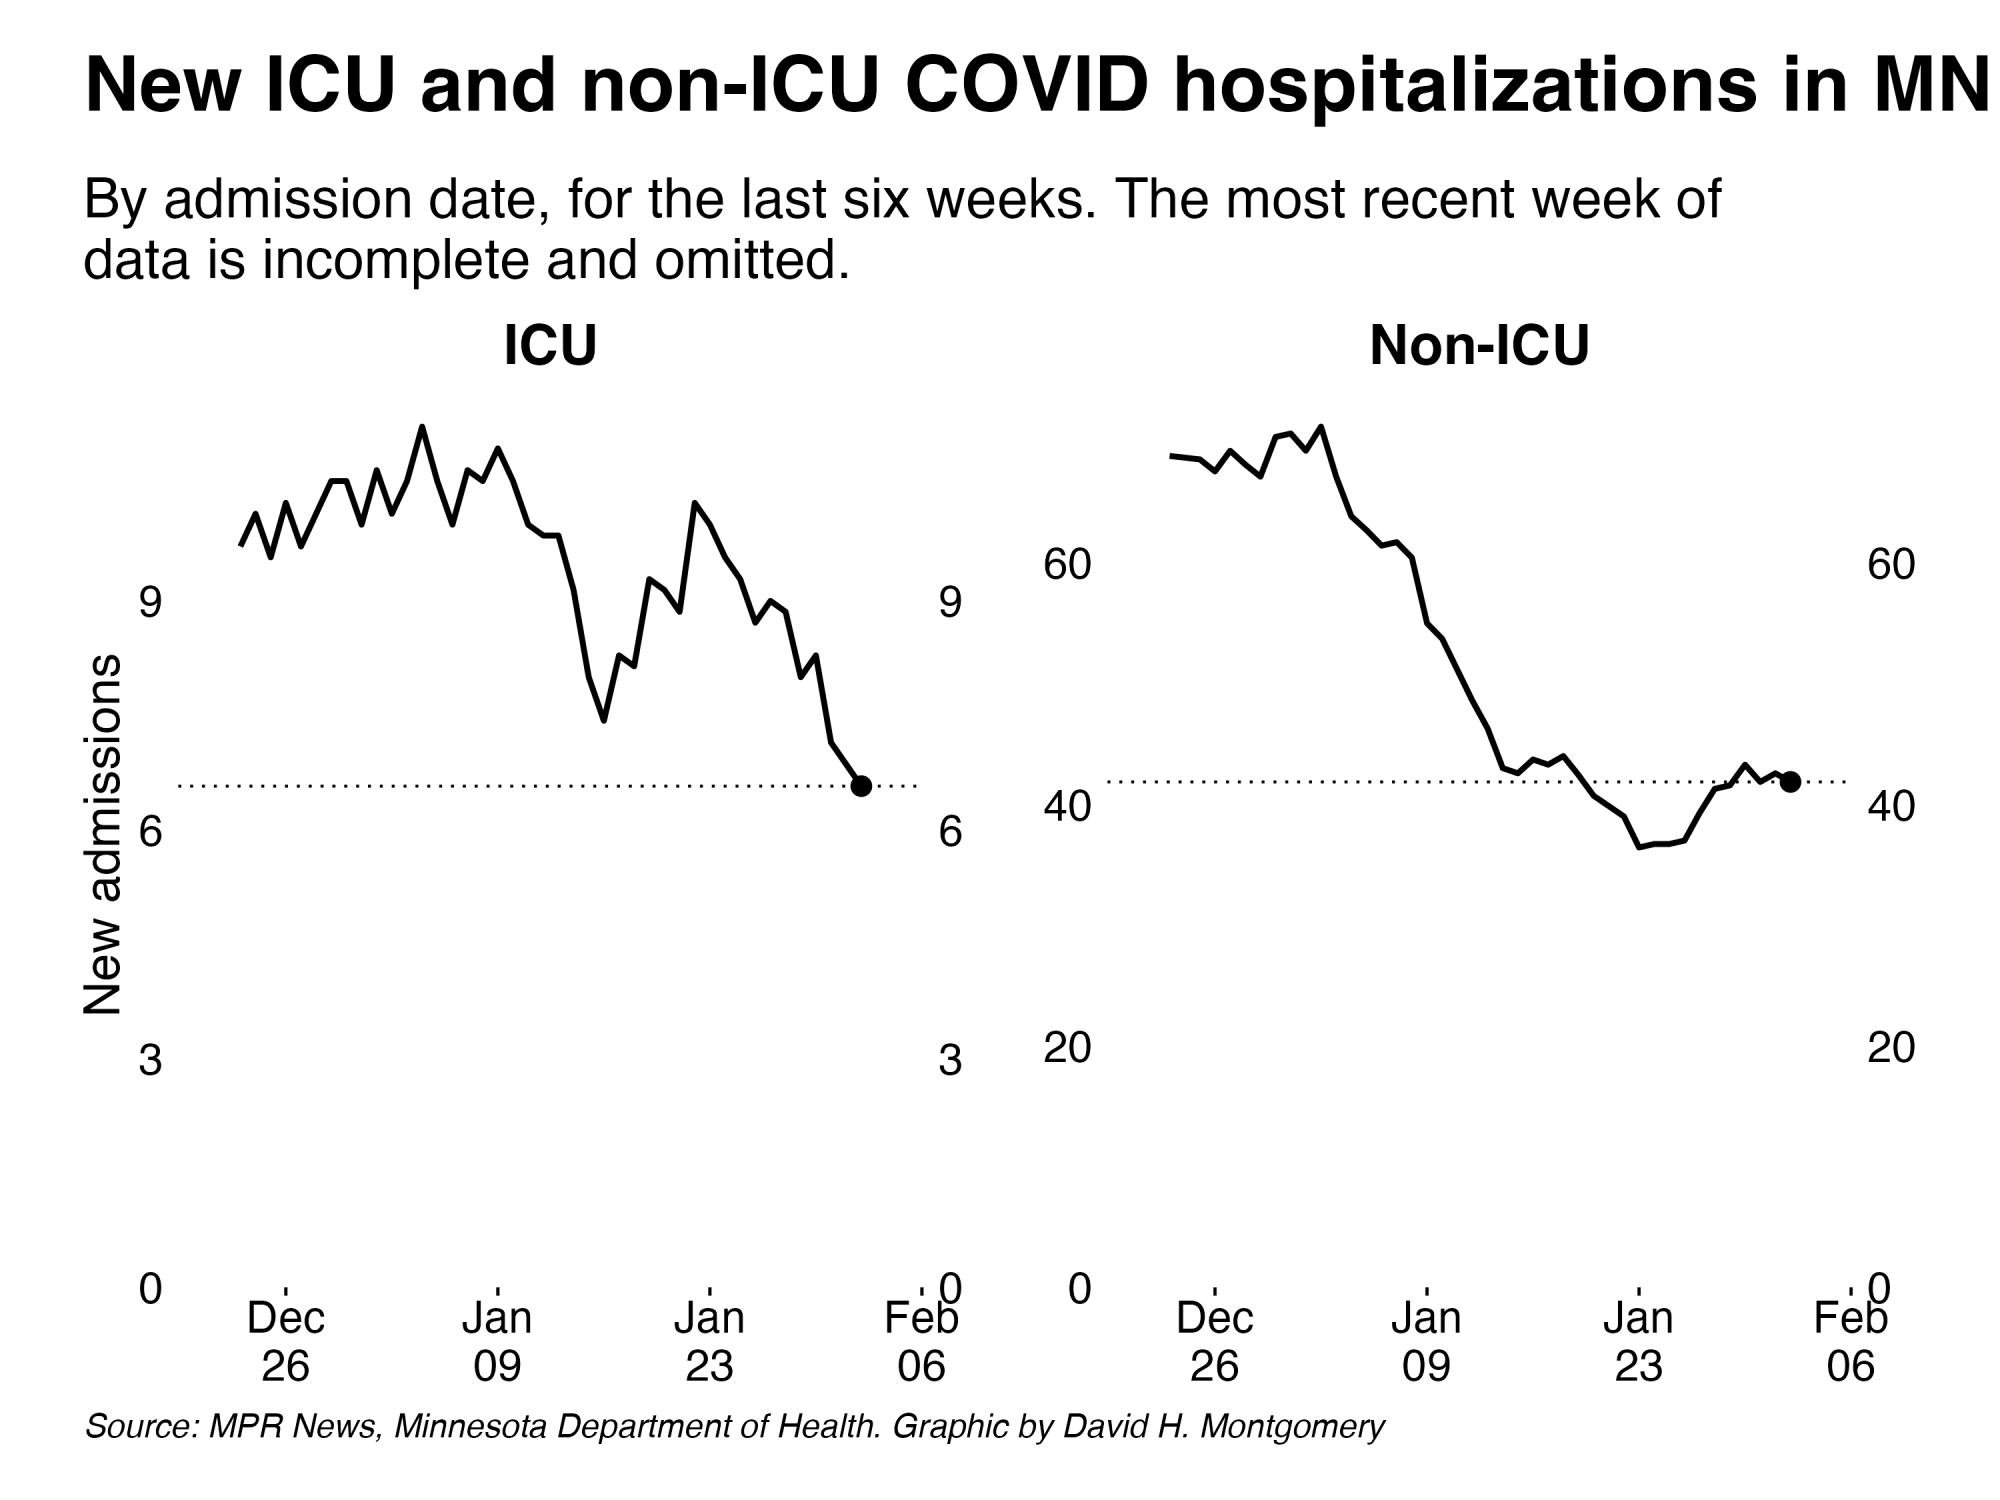 New ICU and non-ICU COVID hospitalizations in MN
By admission date, for the last six weeks. The most recent week of
data is incomplete and omitted.
ICU
New admissions
9
6
3
0
9
6
3
0
Dec
26
Jan
09
Jan
23
Feb
06
Non-ICU
60
40
20
0
60
40
20
0
Dec
26
Jan
09
Jan
23
Feb
06
Source: MPR News, Minnesota Department of Health. Graphic by David H. Montgomery